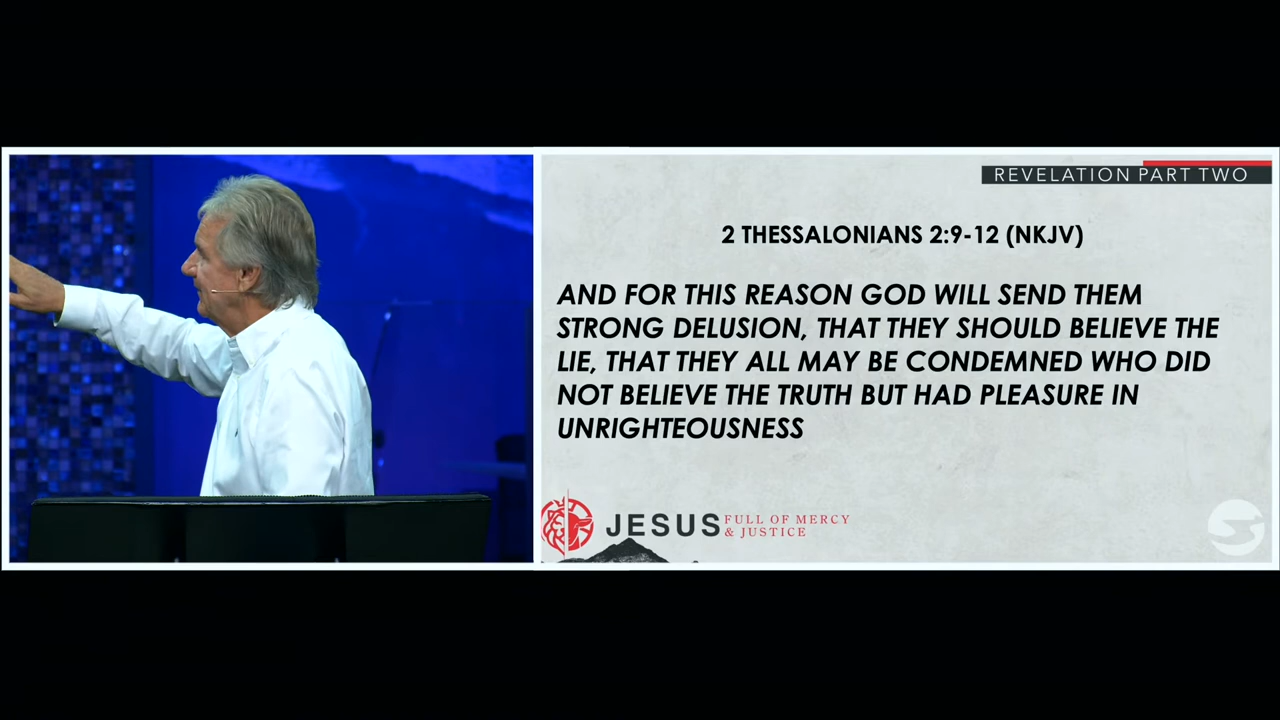 REVELATION PART TWO
2 THESSALONIANS 2:9-12 (NKJV)
AND FOR THIS REASON GOD WILL SEND THEM
STRONG DELUSION, THAT THEY SHOULD BELIEVE THE
LIE, THAT THEY ALL MAY BE CONDEMNED WHO DID
NOT BELIEVE THE TRUTH BUT HAD PLEASURE IN
UNRIGHTEOUSNESS
JESUS
FULL OF MERCY
& JUSTICE